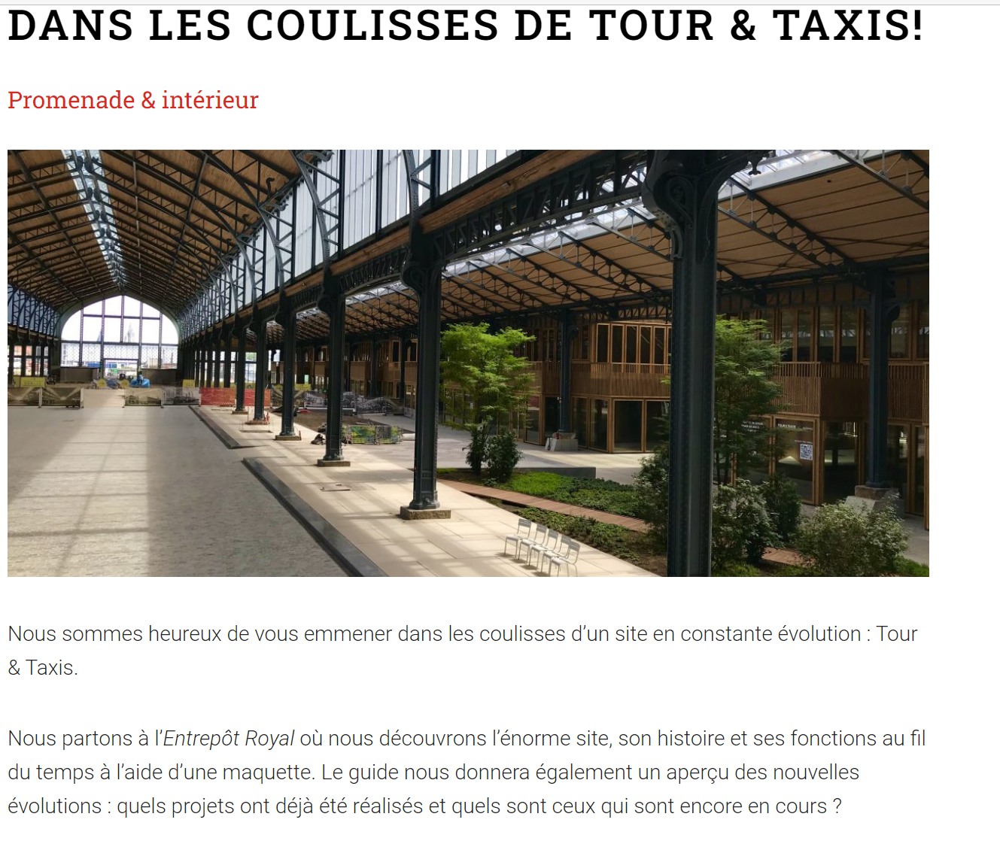 DANS LES COULISSES DE TOUR & TAXIS!
Promenade & intérieur
Nous sommes heureux de vous emmener dans les coulisses d’un site en constante évolution : Tour
& Taxis.
Nous partons à l’Entrepôt Royal où nous découvrons l’énorme site, son histoire et ses fonctions au fil
du temps à l’aide d’une maquette. Le guide nous donnera également un aperçu des nouvelles
évolutions : quels projets ont déjà été réalisés et quels sont ceux qui sont encore en cours ?